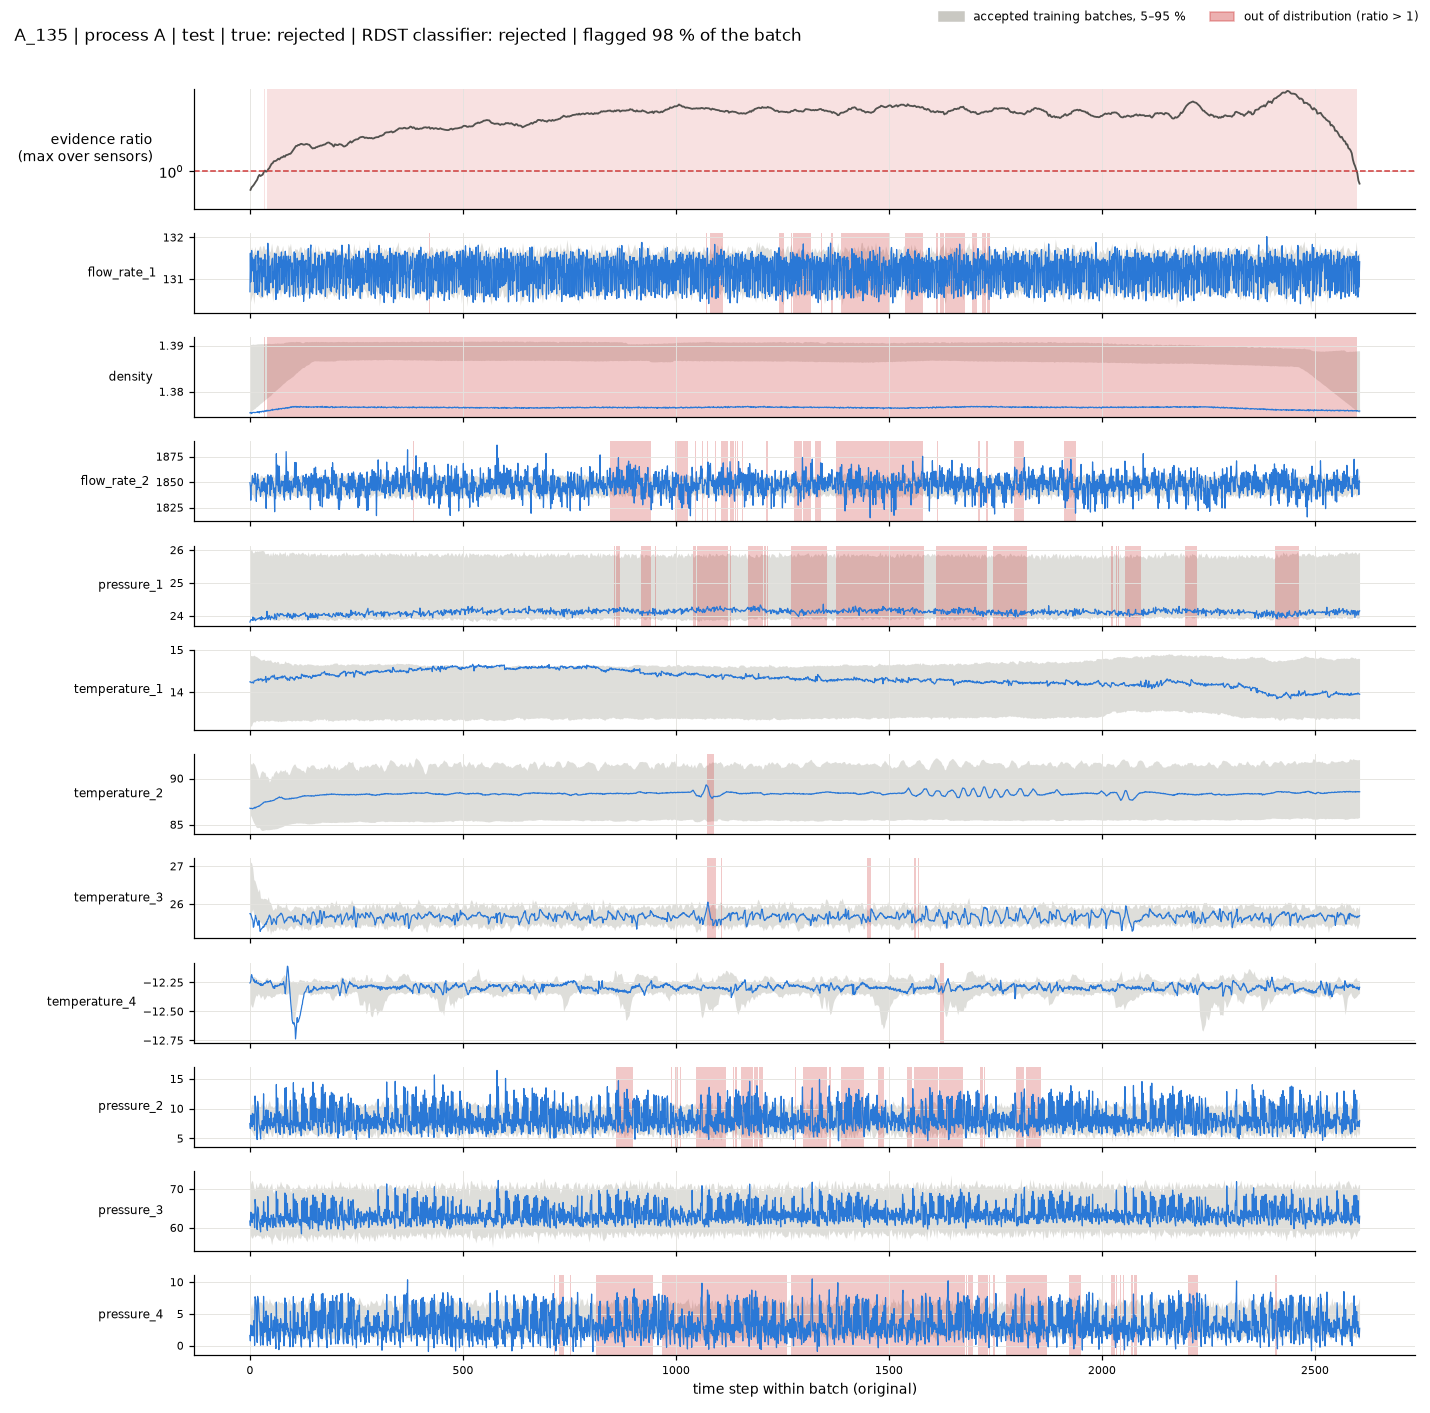 accepted training batches, 5–95 %
out of distribution (ratio > 1)
A_135 | process A | test | true: rejected | RDST classifier: rejected | flagged 98 % of the batch
evidence ratio
(max over sensors)
10⁰
flow_rate_1
132
131
density
1.39
1.38
flow_rate_2
1875
1850
1825
pressure_1
26
25
24
temperature_1
15
14
temperature_2
90
85
temperature_3
27
26
temperature_4
−12.25
−12.50
−12.75
pressure_2
15
10
5
pressure_3
70
60
pressure_4
10
5
0
0 500 1000 1500 2000 2500
time step within batch (original)